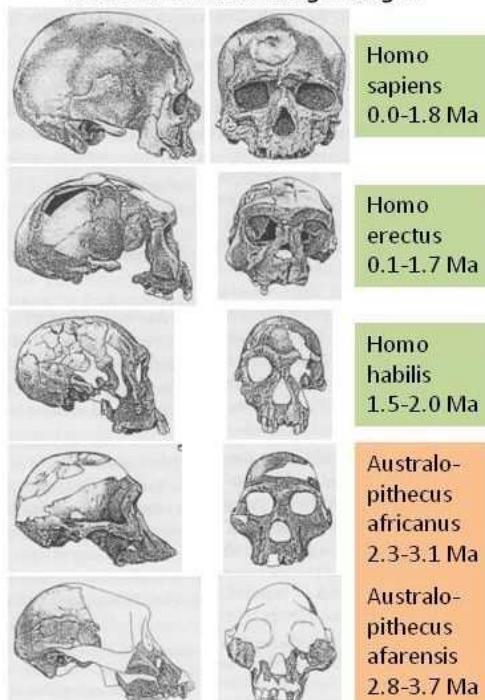 Homo
sapiens
0.0-1.8 Ma
Homo
erectus
0.1-1.7 Ma
Homo
habilis
1.5-2.0 Ma
Australo-
pithecus
africanus
2.3-3.1 Ma
Australo-
pithecus
afarensis
2.8-3.7 Ma